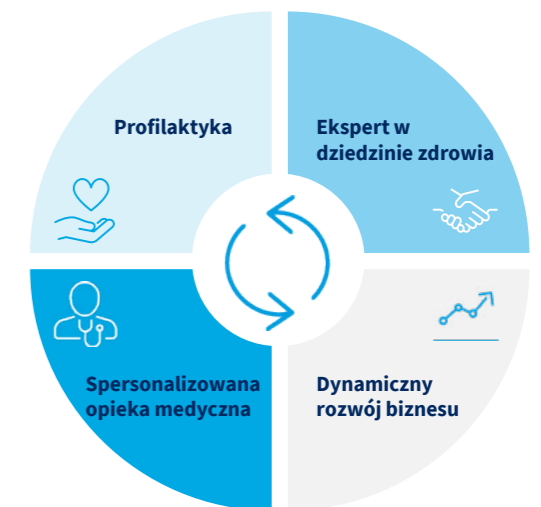 Profilaktyka
Ekspert w
dziedzinie zdrowia
Spersonalizowana
opieka medyczna
Dynamiczny
rozwój biznesu